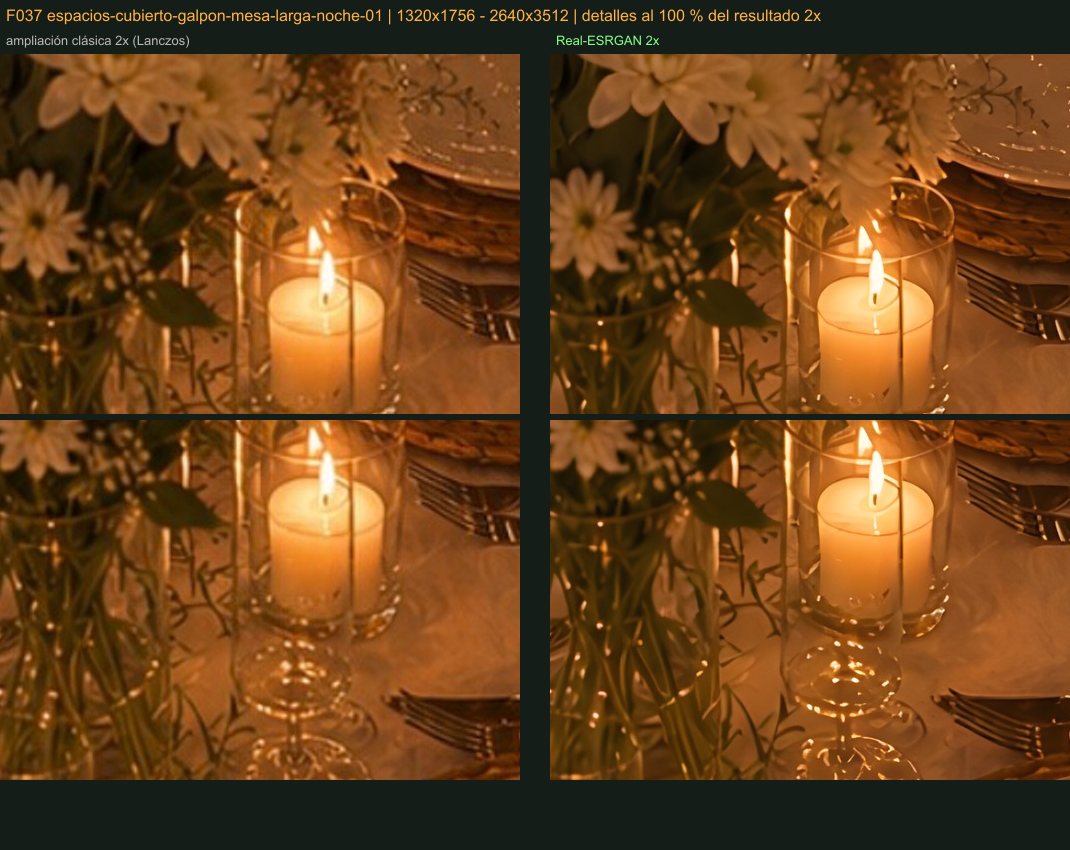 F037 espacios-cubierto-galpon-mesa-larga-noche-01 | 1320x1756 - 2640x3512 | detalles al 100 % del resultado 2x
ampliación clásica 2x (Lanczos)
Real-ESRGAN 2x